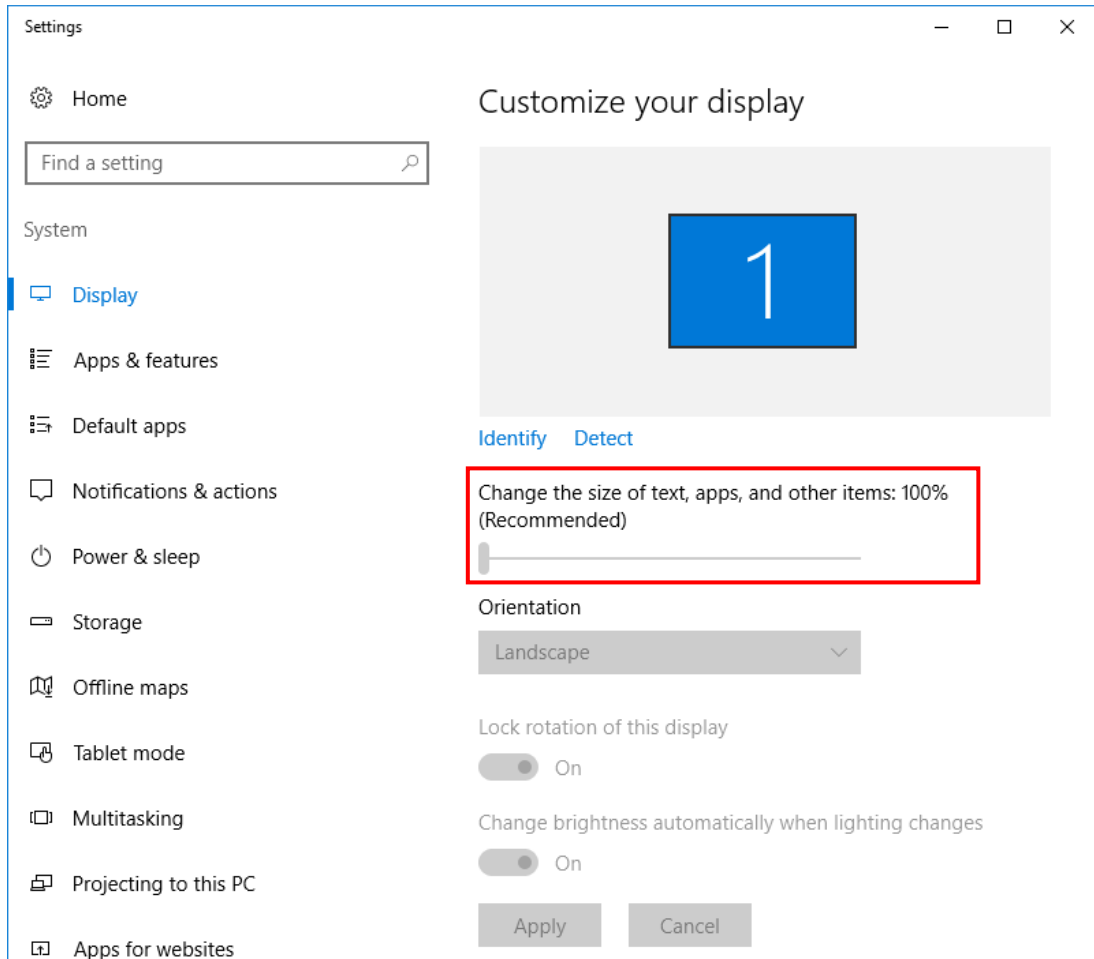 Settings
Home
Find a setting
System
Display
Apps & features
Default apps
Notifications & actions
Power & sleep
Storage
Offline maps
Tablet mode
Multitasking
Projecting to this PC
Apps for websites
Customize your display
1
Identify Detect
Change the size of text, apps, and other items: 100%
(Recommended)
Orientation
Landscape
Lock rotation of this display
On
Change brightness automatically when lighting changes
On
Apply Cancel